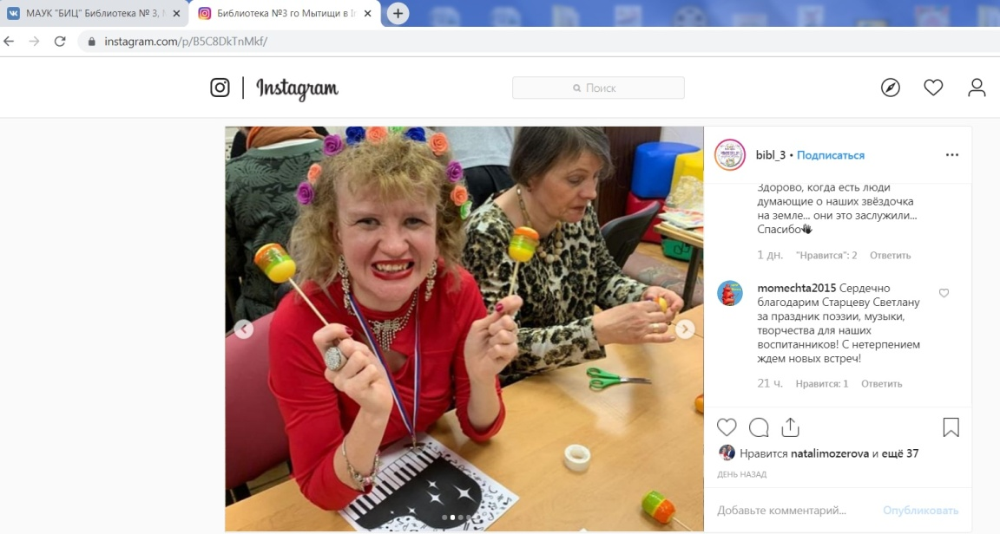 МАУК "БИЦ" Библиотека № 3,
Библиотека №3 го Мытищи в
instagram.com/p/B5C8DkTnMkf/
Instagram
Поиск
bibl_3 • Подписаться
Здорово, когда есть люди
думающие о наших звёздочка
на земле... они это заслужили...
Спасибо
1 дн. "Нравится": 2 Ответить
momechta2015 Сердечно
благодарим Старцеву Светлану
за праздник поэзии, музыки,
творчества для наших
воспитанников! С нетерпением
ждем новых встреч!
21 ч. Нравится: 1 Ответить
Нравится natalimozerova и ещё 37
ДЕНЬ НАЗАД
Добавьте комментарий... Опубликовать